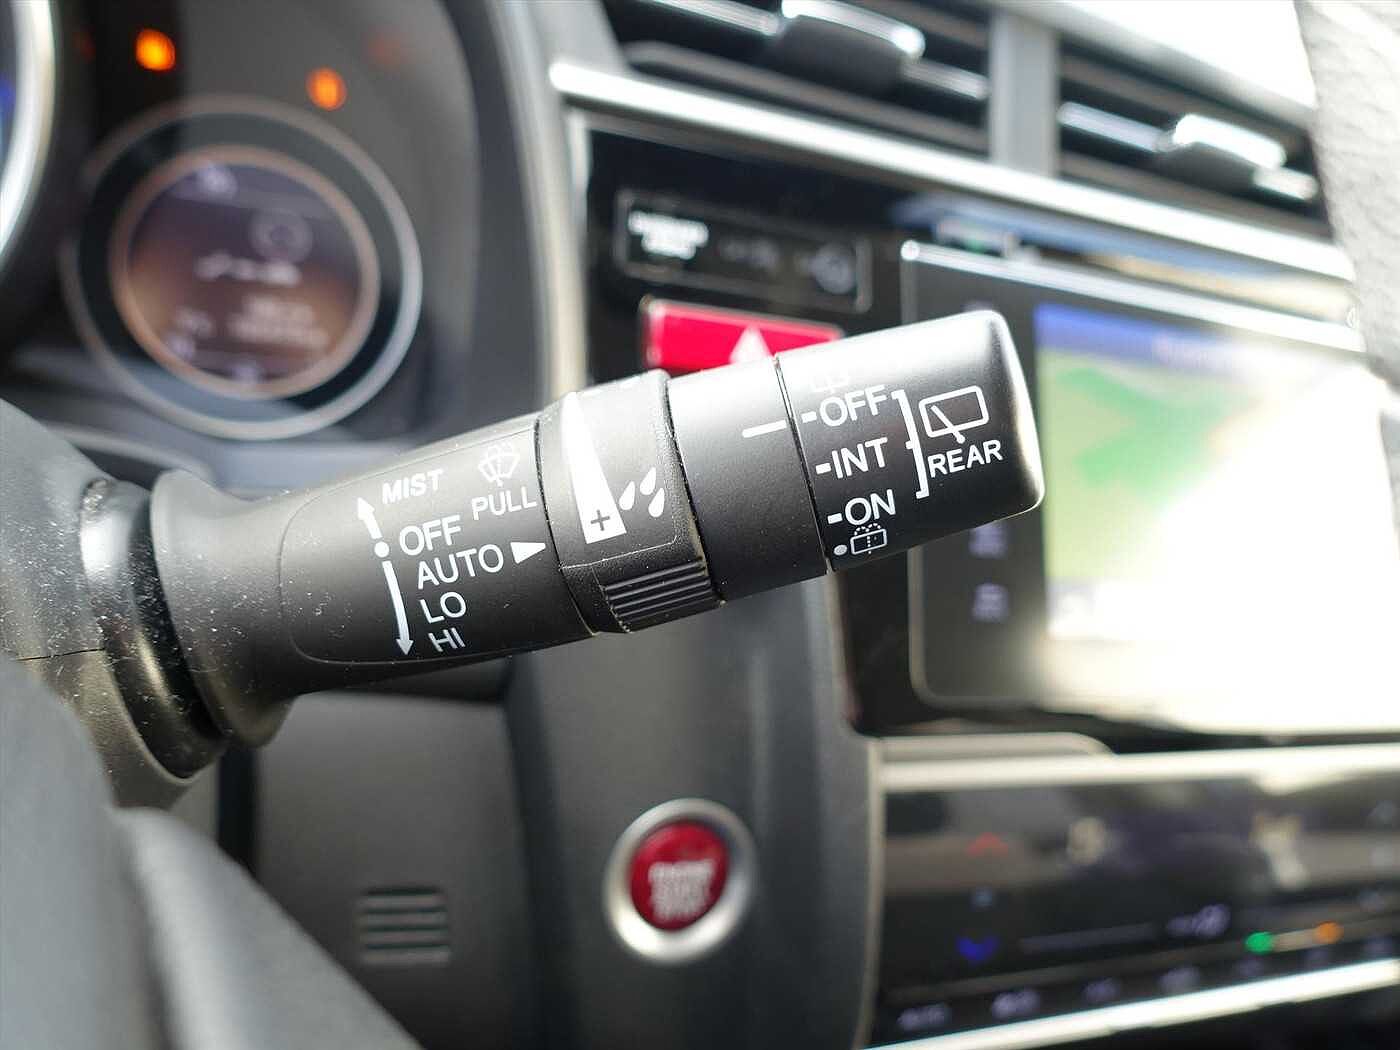 MIST
OFF
AUTO
LO
HI
PULL
+
-OFF
-INT
-ON
REAR